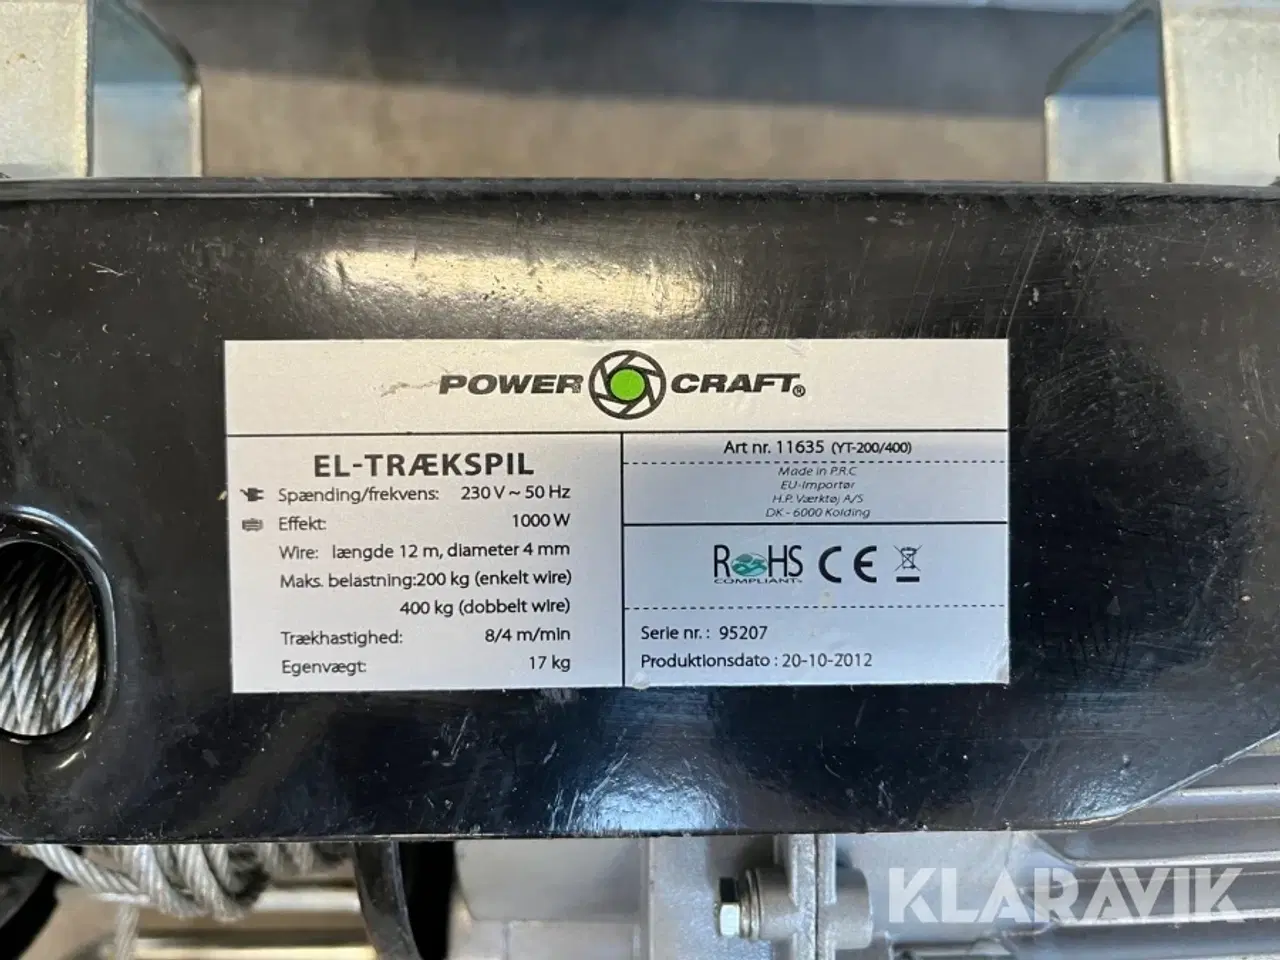 POWER CRAFT®
EL-TRÆKSPIL
Spænding/frekvens: 230 V ~ 50 Hz
Effekt: 1000 W
Wire: længde 12 m, diameter 4 mm
Maks. belastning:200 kg (enkelt wire)
400 kg (dobbelt wire)
Trækhastighed: 8/4 m/min
Egenvægt: 17 kg
Art nr. 11635 (YT-200/400)
Made in P.R.C
EU-Importør
H.P. Værktøj A/S
DK - 6000 Kolding
RoHS CE
COMPLIANT
Serie nr.: 95207
Produktionsdato : 20-10-2012
KLARAVIK